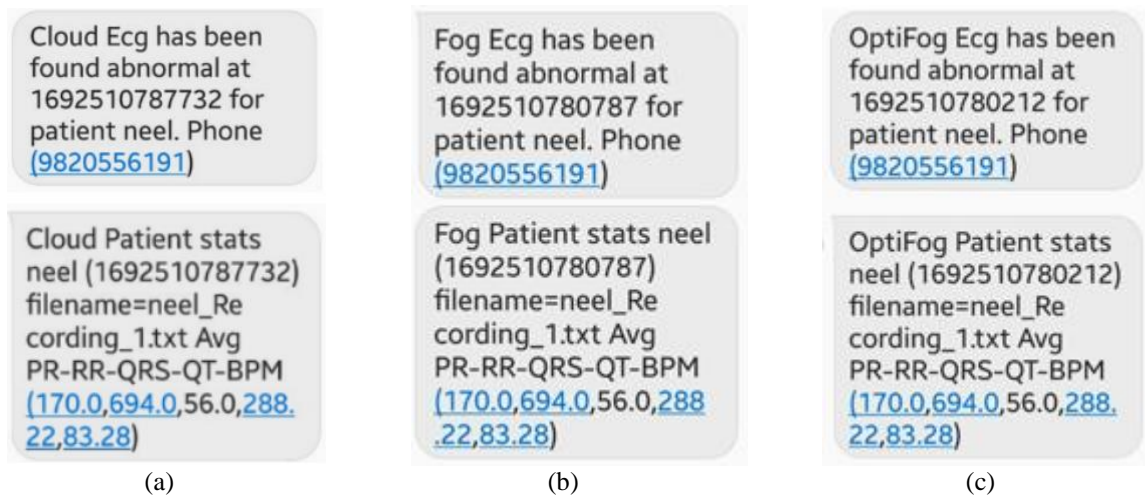 Cloud Ecg has been
found abnormal at
1692510787732 for
patient neel. Phone
(9820556191)
Cloud Patient stats
neel (1692510787732)
filename=neel_Re
cording_1.txt Avg
PR-RR-QRS-QT-BPM
(170.0,694.0,56.0,288.
22,83.28)
(a)
Fog Ecg has been
found abnormal at
1692510780787 for
patient neel. Phone
(9820556191)
Fog Patient stats neel
(1692510780787)
filename=neel_Re
cording_1.txt Avg
PR-RR-QRS-QT-BPM
(170.0,694.0,56.0,288
.22,83.28)
(b)
OptiFog Ecg has been
found abnormal at
1692510780212 for
patient neel. Phone
(9820556191)
OptiFog Patient stats
neel (1692510780212)
filename=neel_Re
cording_1.txt Avg
PR-RR-QRS-QT-BPM
(170.0,694.0,56.0,288.
22,83.28)
(c)